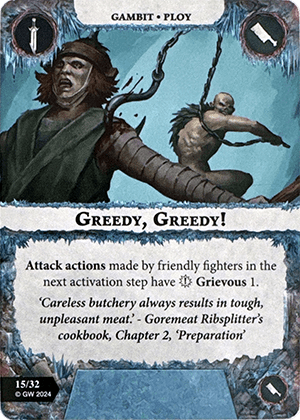 GAMBIT • PLOY
GREEDY, GREEDY!
Attack actions made by friendly fighters in the
next activation step have Grievous 1.
‘Careless butchery always results in tough,
unpleasant meat.’ - Goremeat Ribsplitter’s
cookbook, Chapter 2, ‘Preparation’
15/32
© GW 2024